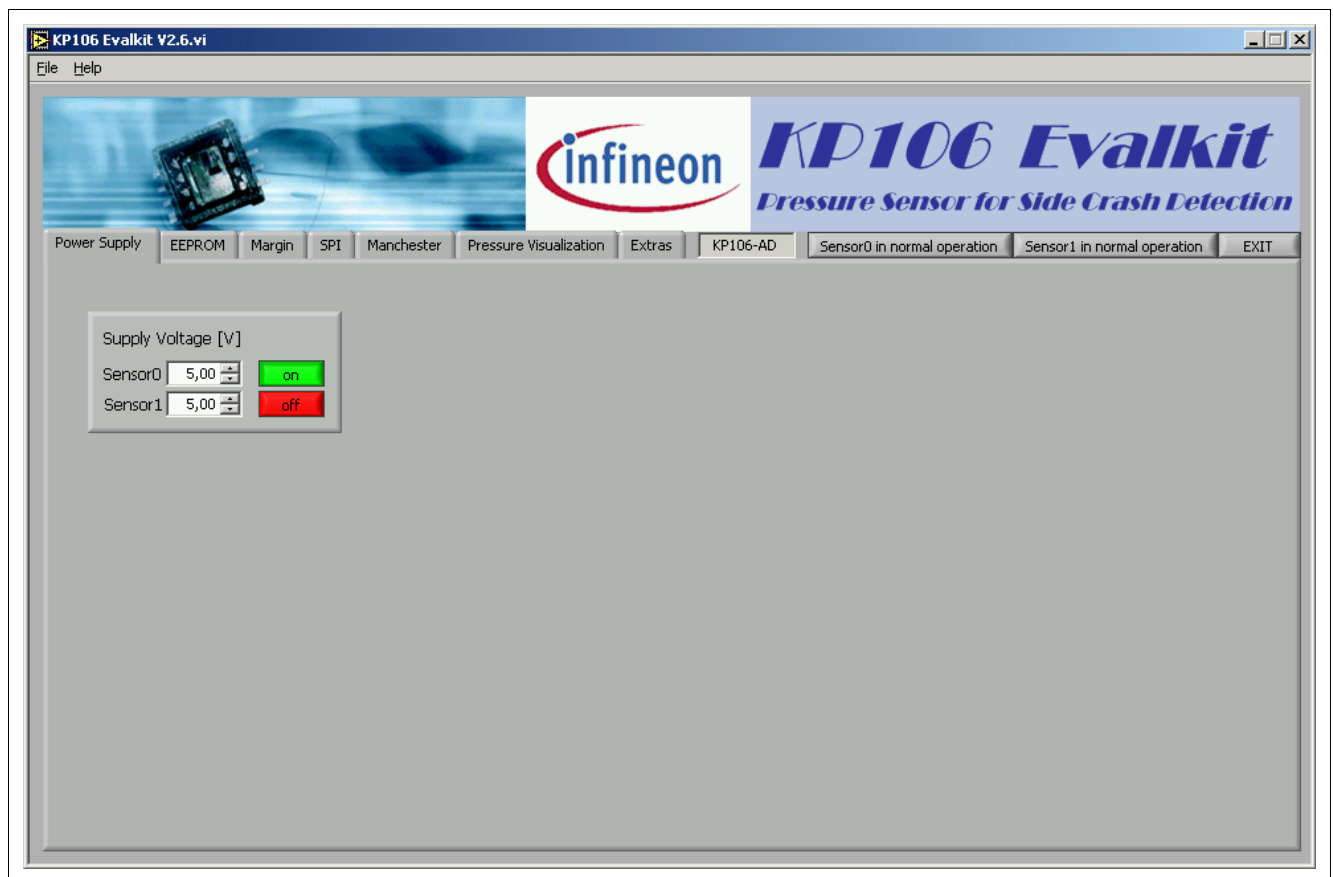 KP106 Evalkit V2.6.vi
File Help
infineon
KP106 Evalkit
Pressure Sensor for Side Crash Detection
Power Supply EEPROM Margin SPI Manchester Pressure Visualization Extras KP106-AD Sensor0 in normal operation Sensor1 in normal operation EXIT
Supply Voltage [V]
Sensor0 5,00 on
Sensor1 5,00 off